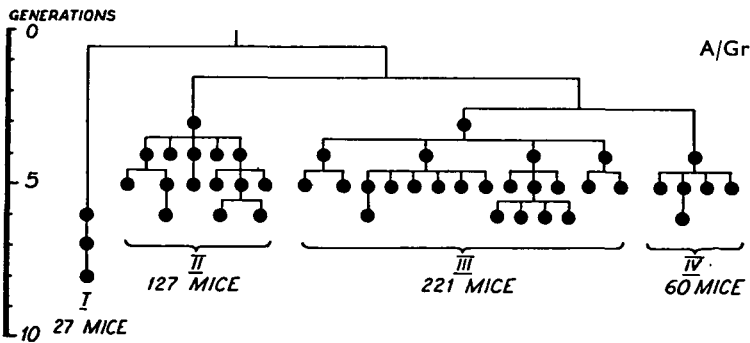 GENERATIONS
0
A/Gr
5
II
127 MICE
III
221 MICE
IV.
60 MICE
I
27 MICE
10